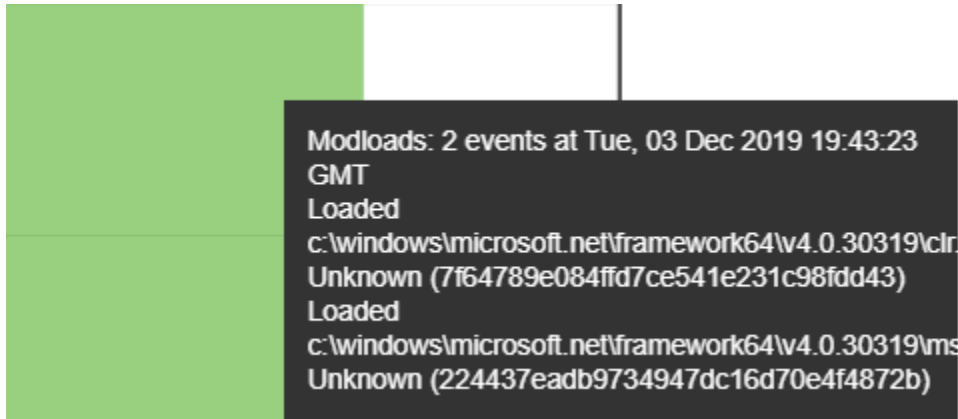 Modloads: 2 events at Tue, 03 Dec 2019 19:43:23
GMT
Loaded
c:\windows\microsoft.net\framework64\v4.0.30319\clr.
Unknown (7f64789e084ffd7ce541e231c98fdd43)
Loaded
c:\windows\microsoft.net\framework64\v4.0.30319\ms
Unknown (224437eadb9734947dc16d70e4f4872b)